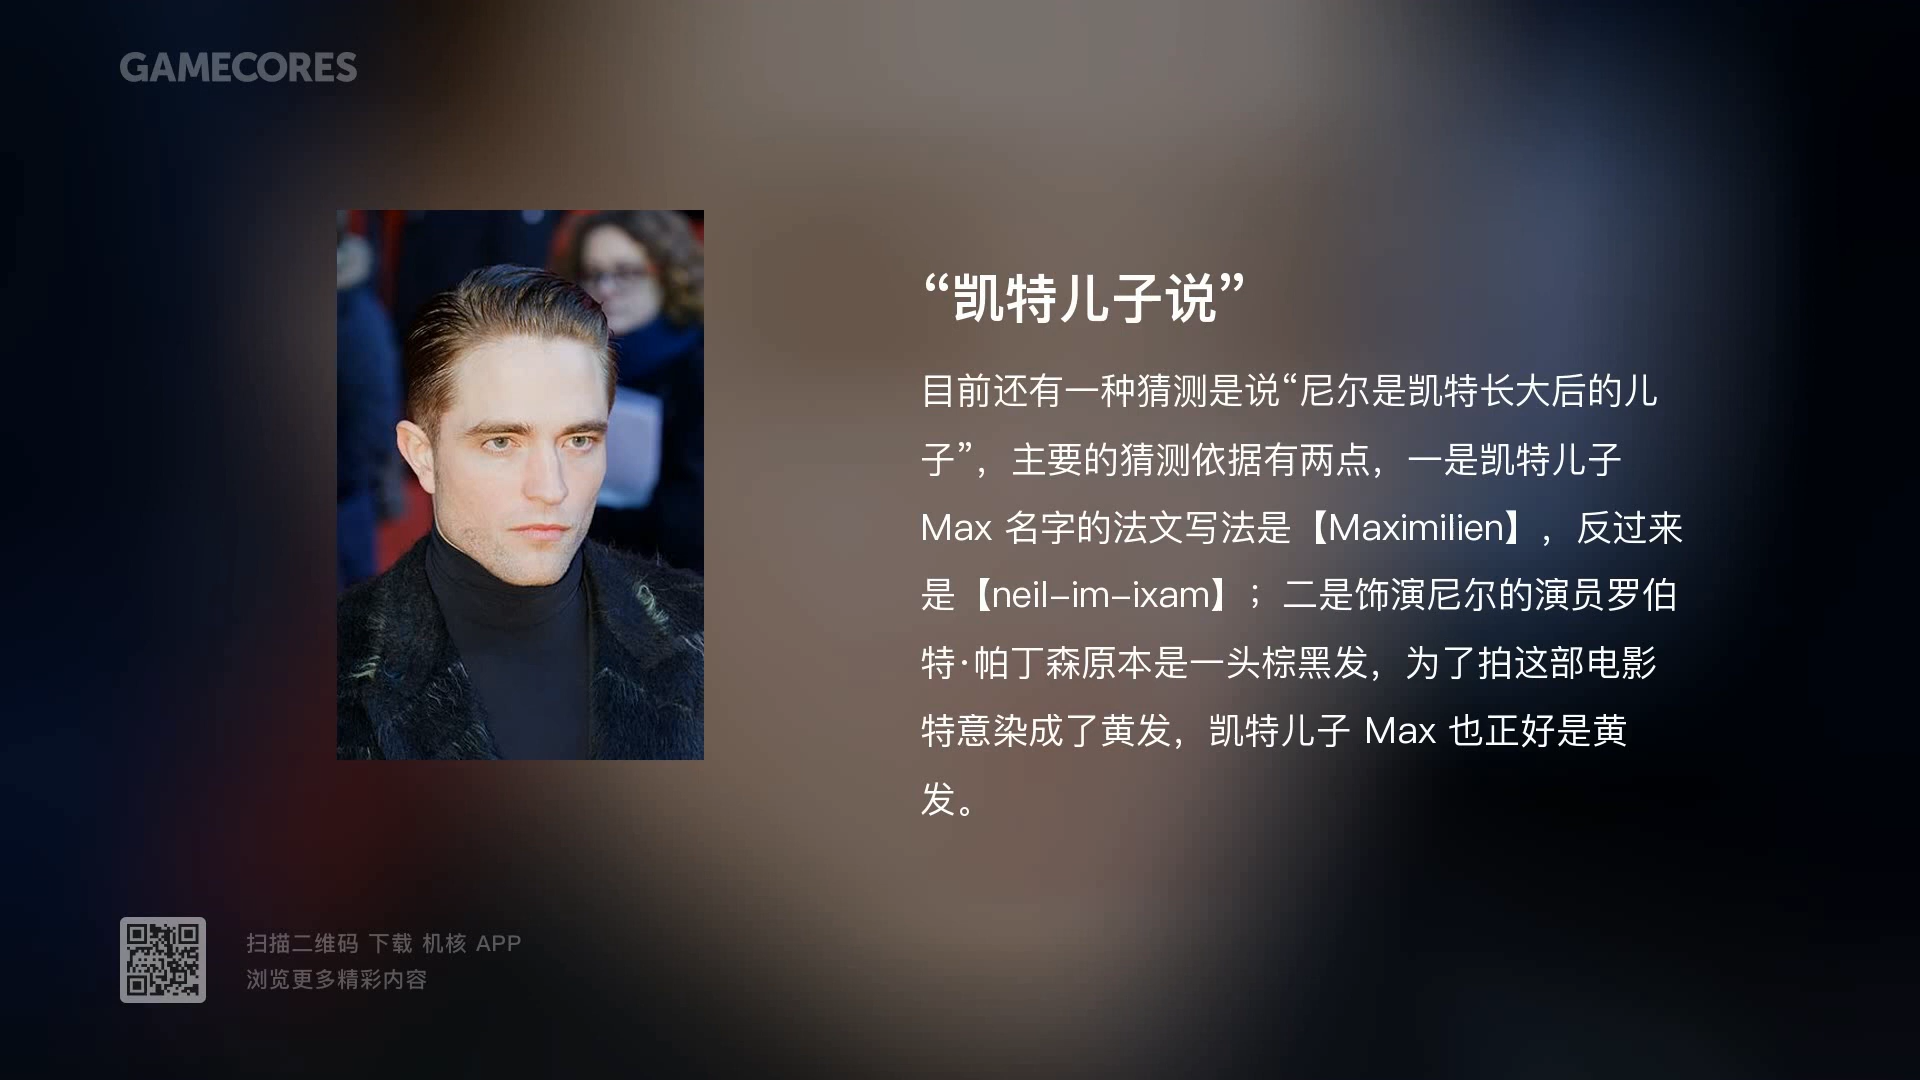 GAMECORES
“凯特儿子说”
目前还有一种猜测是说“尼尔是凯特长大后的儿
子”，主要的猜测依据有两点，一是凯特儿子
Max 名字的法文写法是【Maximilien】，反过来
是【neil-im-ixam】；二是饰演尼尔的演员罗伯
特·帕丁森原本是一头棕黑发，为了拍这部电影
特意染成了黄发，凯特儿子 Max 也正好是黄
发。
扫描二维码 下载 机核 APP
浏览更多精彩内容